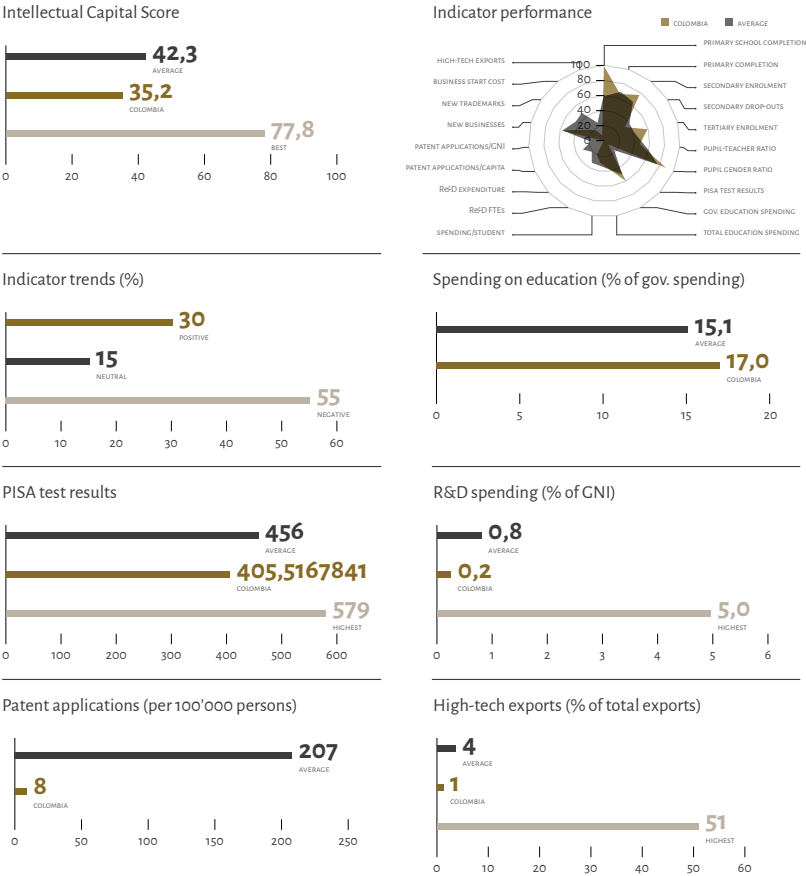 Intellectual Capital Score
42,3
AVERAGE
35,2
COLOMBIA
77,8
BEST
0 20 40 60 80 100
Indicator performance
COLOMBIA AVERAGE
PRIMARY SCHOOL COMPLETION
PRIMARY COMPLETION
SECONDARY ENROLMENT
SECONDARY DROP-OUTS
TERTIARY ENROLMENT
PUPIL-TEACHER RATIO
PUPIL GENDER RATIO
PISA TEST RESULTS
GOV. EDUCATION SPENDING
TOTAL EDUCATION SPENDING
HIGH-TECH EXPORTS
BUSINESS START COST
NEW TRADEMARKS
NEW BUSINESSES
PATENT APPLICATIONS/GNI
PATENT APPLICATIONS/CAPITA
R&D EXPENDITURE
R&D FTEs
SPENDING/STUDENT
100
80
60
40
20
0
Indicator trends (%)
30
POSITIVE
15
NEUTRAL
55
NEGATIVE
0 10 20 30 40 50 60
Spending on education (% of gov. spending)
15,1
AVERAGE
17,0
COLOMBIA
0 5 10 15 20
PISA test results
456
AVERAGE
405,5167841
COLOMBIA
579
HIGHEST
0 100 200 300 400 500 600
R&D spending (% of GNI)
0,8
AVERAGE
0,2
COLOMBIA
5,0
HIGHEST
0 1 2 3 4 5 6
Patent applications (per 100'000 persons)
207
AVERAGE
8
COLOMBIA
0 50 100 150 200 250
High-tech exports (% of total exports)
4
AVERAGE
1
COLOMBIA
51
HIGHEST
0 10 20 30 40 50 60